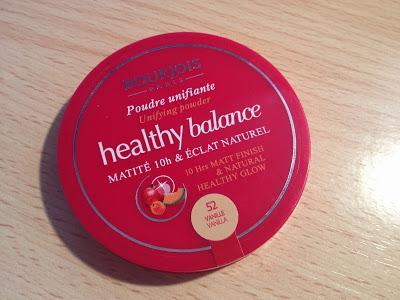 BOURJOIS
PARIS
Poudre unifiante
Unifying powder
healthy balance
MATITÉ 10h & ÉCLAT NATUREL
10 Hrs MATT FINISH
& NATURAL
HEALTHY GLOW
52
VANILLE
VANILLA